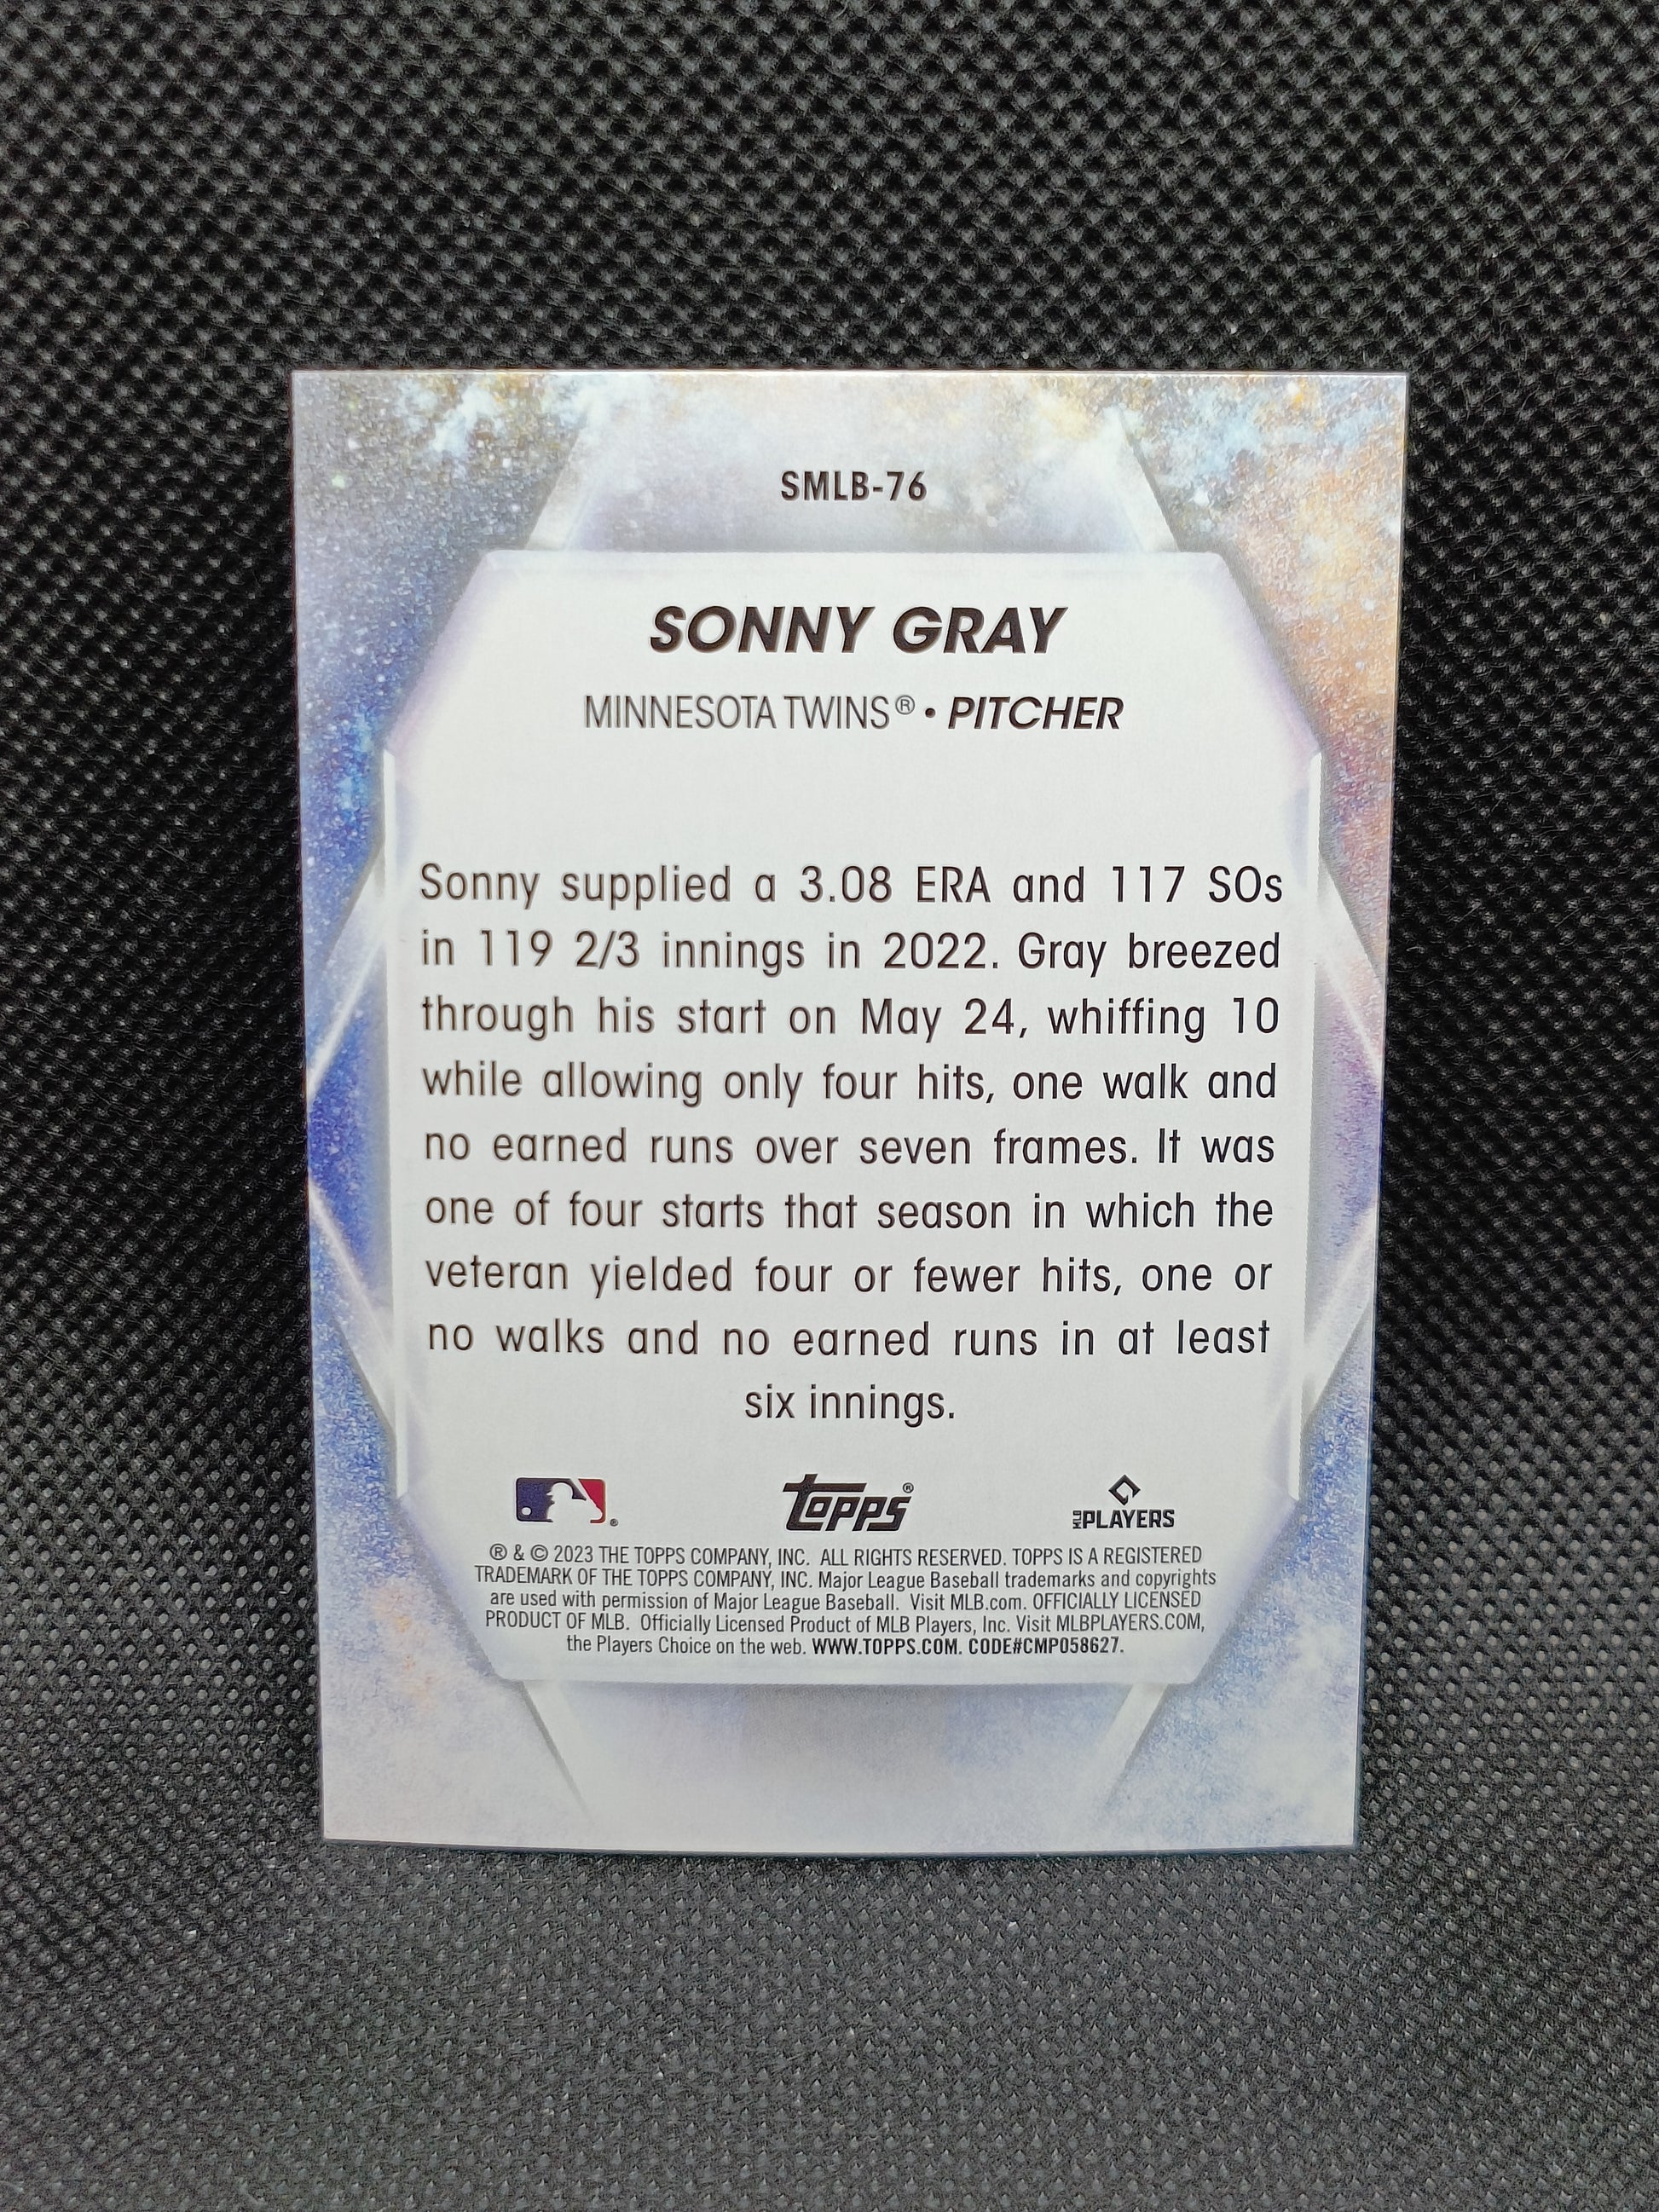 SMLB-76
SONNY GRAY
MINNESOTA TWINS® • PITCHER
Sonny supplied a 3.08 ERA and 117 SOs
in 119 2/3 innings in 2022. Gray breezed
through his start on May 24, whiffing 10
while allowing only four hits, one walk and
no earned runs over seven frames. It was
one of four starts that season in which the
veteran yielded four or fewer hits, one or
no walks and no earned runs in at least
six innings.
Topps® MLB PLAYERS
® & © 2023 THE TOPPS COMPANY, INC. ALL RIGHTS RESERVED. TOPPS IS A REGISTERED
TRADEMARK OF THE TOPPS COMPANY, INC. Major League Baseball trademarks and copyrights
are used with permission of Major League Baseball. Visit MLB.com. OFFICIALLY LICENSED
PRODUCT OF MLB. Officially Licensed Product of MLB Players, Inc. Visit MLBPLAYERS.COM,
the Players Choice on the web. WWW.TOPPS.COM. CODE#CMP058627.